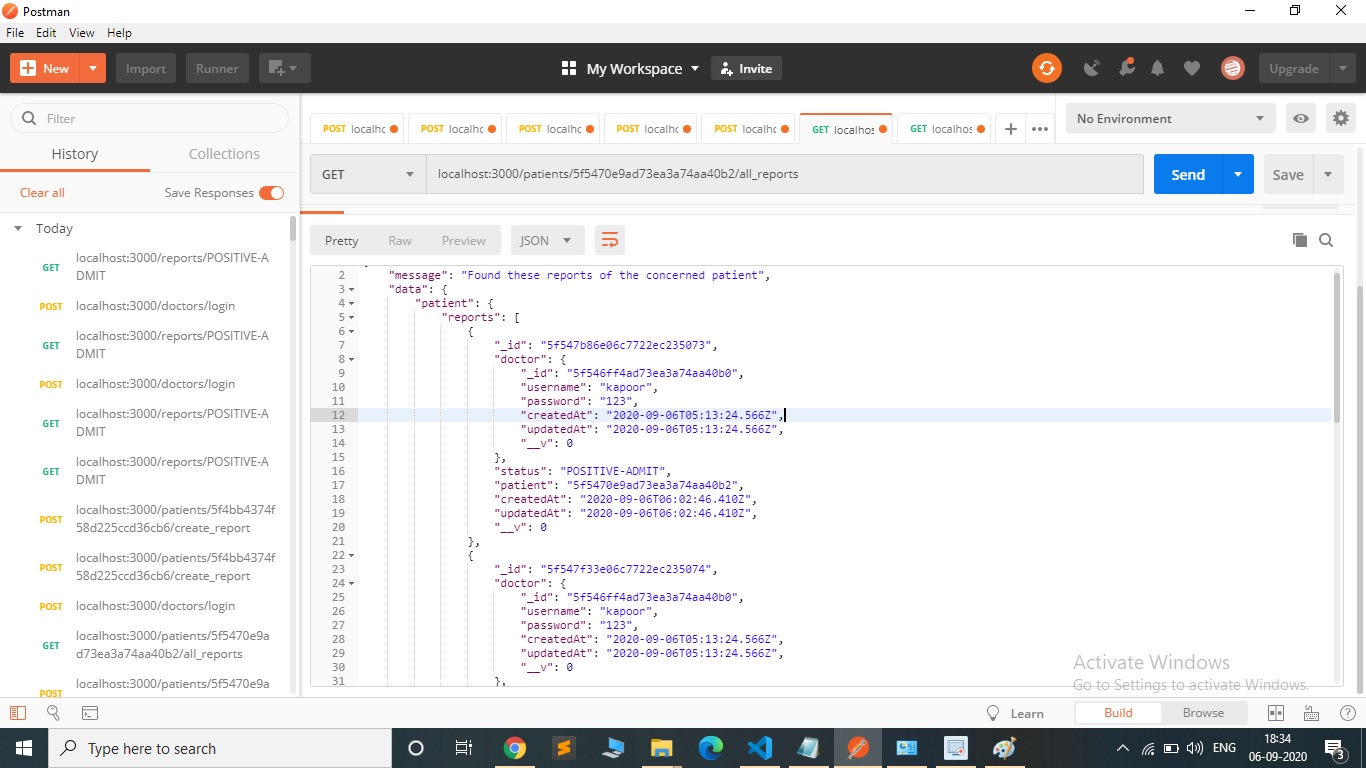 Postman
File Edit View Help
New Import Runner My Workspace Invite Upgrade
Filter
History Collections
Clear all Save Responses
Today
GET localhost:3000/reports/POSITIVE-A
DMIT
POST localhost:3000/doctors/login
GET localhost:3000/reports/POSITIVE-A
DMIT
POST localhost:3000/doctors/login
GET localhost:3000/reports/POSITIVE-A
DMIT
GET localhost:3000/reports/POSITIVE-A
DMIT
POST localhost:3000/patients/5f4bb4374f
58d225ccd36cb6/create_report
POST localhost:3000/patients/5f4bb4374f
58d225ccd36cb6/create_report
POST localhost:3000/doctors/login
GET localhost:3000/patients/5f5470e9a
d73ea3a74aa40b2/all_reports
POST localhost:3000/patients/5f5470e9a
POST localhc POST localhc POST localhc POST localhc POST localhc GET localhos GET localhos
No Environment
GET localhost:3000/patients/5f5470e9ad73ea3a74aa40b2/all_reports Send Save
Pretty Raw Preview JSON
2 "message": "Found these reports of the concerned patient",
3 "data": {
4 "patient": {
5 "reports": [
6 {
7 "_id": "5f547b86e06c7722ec235073",
8 "doctor": {
9 "_id": "5f546ff4ad73ea3a74aa40b0",
10 "username": "kapoor",
11 "password": "123",
12 "createdAt": "2020-09-06T05:13:24.566Z",
13 "updatedAt": "2020-09-06T05:13:24.566Z",
14 "__v": 0
15 },
16 "status": "POSITIVE-ADMIT",
17 "patient": "5f5470e9ad73ea3a74aa40b2",
18 "createdAt": "2020-09-06T06:02:46.410Z",
19 "updatedAt": "2020-09-06T06:02:46.410Z",
20 "__v": 0
21 },
22 {
23 "_id": "5f547f33e06c7722ec235074",
24 "doctor": {
25 "_id": "5f546ff4ad73ea3a74aa40b0",
26 "username": "kapoor",
27 "password": "123",
28 "createdAt": "2020-09-06T05:13:24.566Z",
29 "updatedAt": "2020-09-06T05:13:24.566Z",
30 "__v": 0
31 },
Activate Windows
Go to Settings to activate Windows.
Learn Build Browse
Type here to search
ENG
18:34
06-09-2020
3